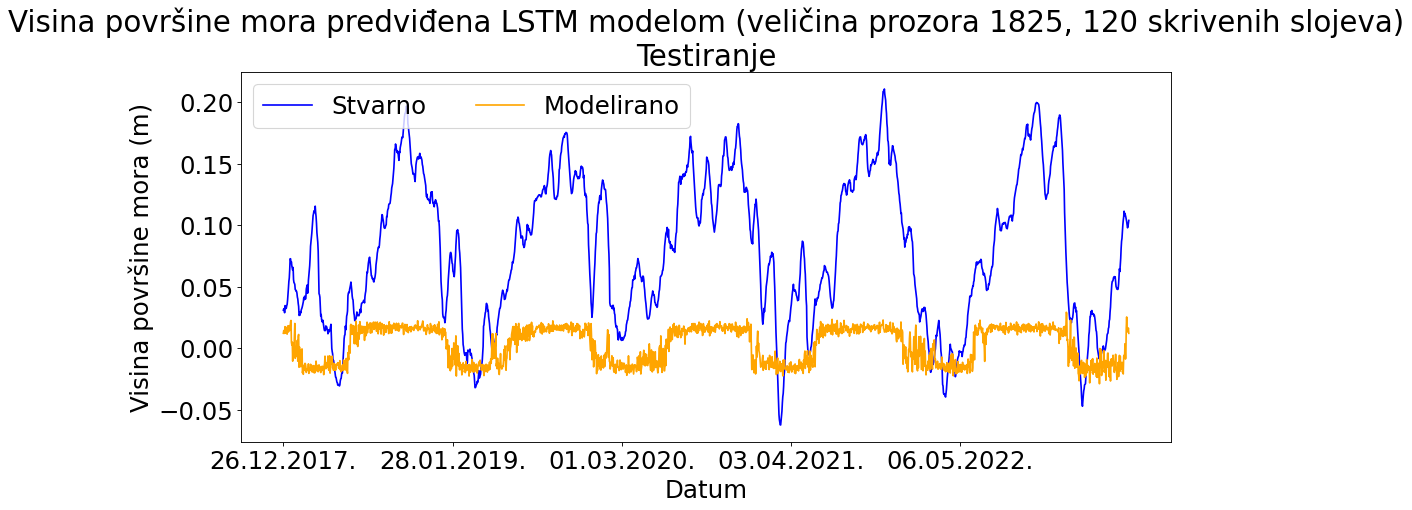 Visina površine mora predviđena LSTM modelom (veličina prozora 1825, 120 skrivenih slojeva)
Testiranje
Stvarno Modelirano
Visina površine mora (m)
0.20
0.15
0.10
0.05
0.00
−0.05
26.12.2017. 28.01.2019. 01.03.2020. 03.04.2021. 06.05.2022.
Datum